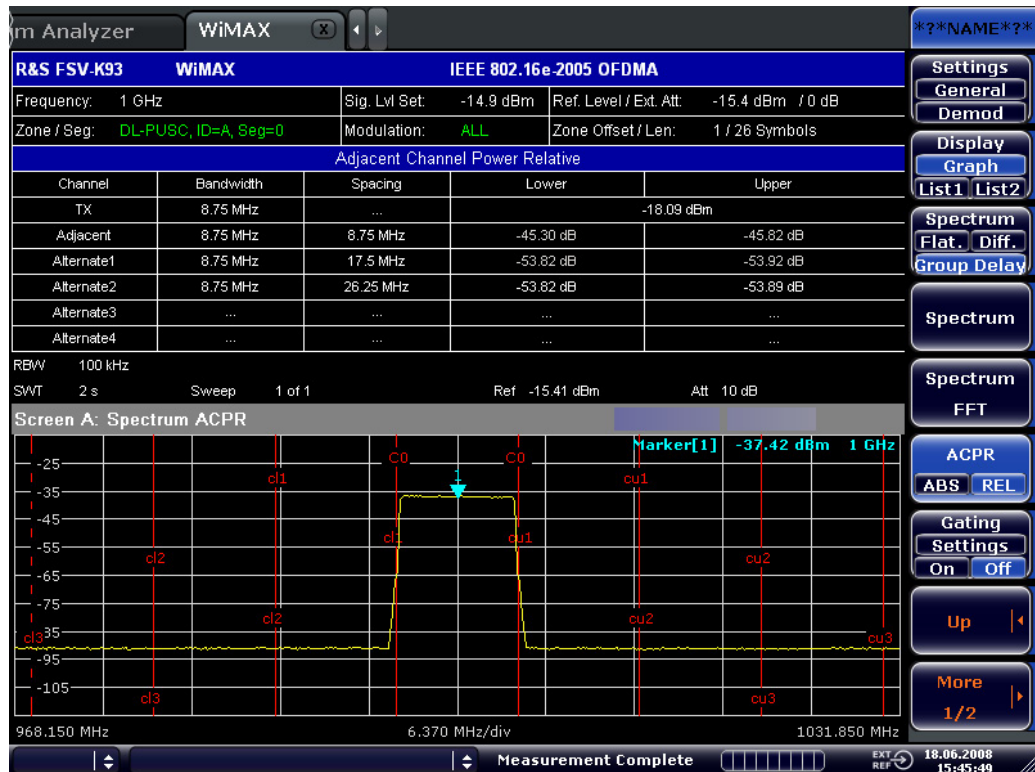 m Analyzer WiMAX X
*?*NAME*?*
R&S FSV-K93 WiMAX IEEE 802.16e-2005 OFDMA
Frequency: 1 GHz Sig. Lvl Set: -14.9 dBm Ref. Level / Ext. Att: -15.4 dBm / 0 dB
Zone / Seg: DL-PUSC, ID=A, Seg=0 Modulation: ALL Zone Offset / Len: 1 / 26 Symbols
Adjacent Channel Power Relative
Channel Bandwidth Spacing Lower Upper
TX 8.75 MHz ... -18.09 dBm
Adjacent 8.75 MHz 8.75 MHz -45.30 dB -45.82 dB
Alternate1 8.75 MHz 17.5 MHz -53.82 dB -53.92 dB
Alternate2 8.75 MHz 26.25 MHz -53.82 dB -53.89 dB
Alternate3 ... ... ... ...
Alternate4 ... ... ... ...
RBW 100 kHz
SWT 2 s Sweep 1 of 1 Ref -15.41 dBm Att 10 dB
Screen A: Spectrum ACPR
Marker[1] -37.42 dBm 1 GHz
-25 C0 C0
cl1 1 cu1
-35
-45
cl1 cu1
-55
cl2 cu2
-65
-75
cl2 cu2
cl3 35 cu3
-95
-105
cl3 cu3
968.150 MHz 6.370 MHz/div 1031.850 MHz
Measurement Complete
EXT REF
18.06.2008
15:45:49
Settings
General
Demod
Display
Graph
List1 List2
Spectrum
Flat. Diff.
Group Delay
Spectrum
Spectrum
FFT
ACPR
ABS REL
Gating
Settings
On Off
Up
More
1/2